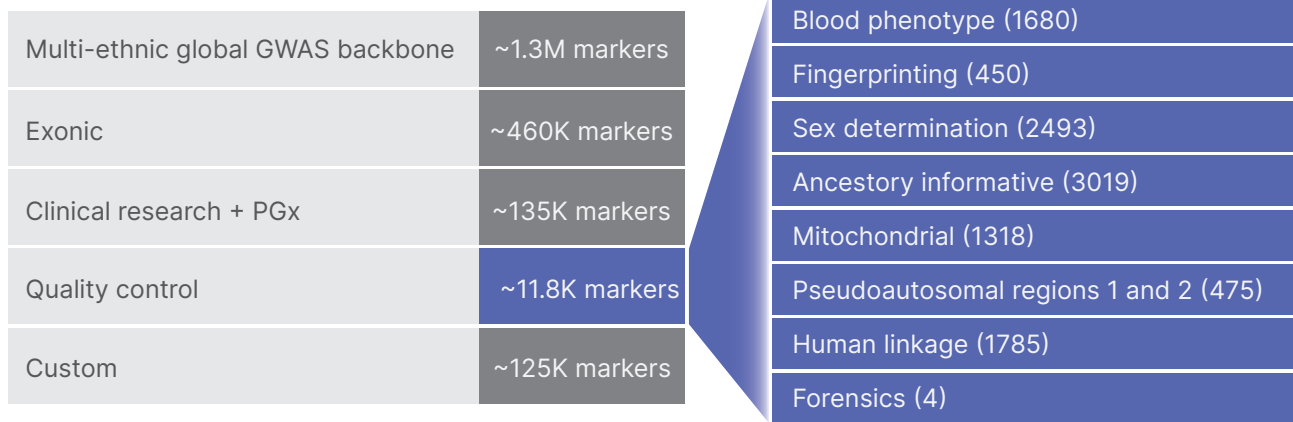 Multi-ethnic global GWAS backbone ~1.3M markers
Exonic ~460K markers
Clinical research + PGx ~135K markers
Quality control ~11.8K markers
Custom ~125K markers
Blood phenotype (1680)
Fingerprinting (450)
Sex determination (2493)
Ancestory informative (3019)
Mitochondrial (1318)
Pseudoautosomal regions 1 and 2 (475)
Human linkage (1785)
Forensics (4)